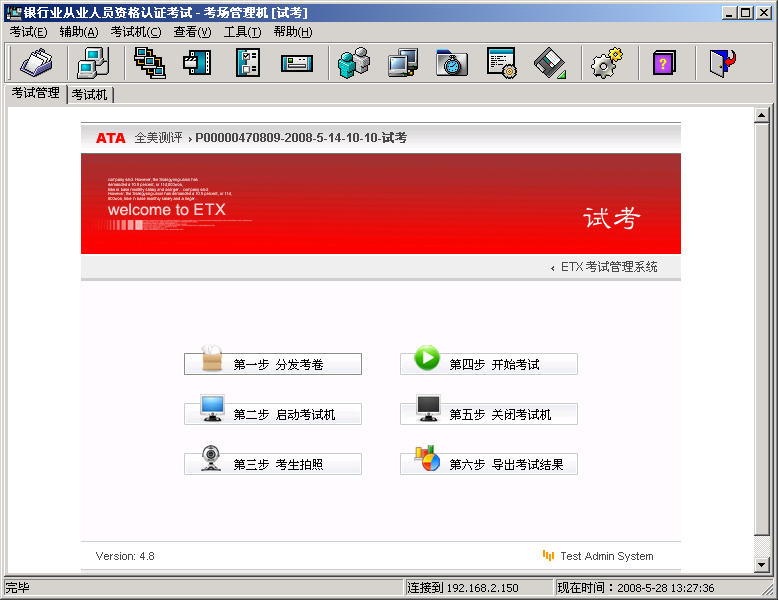 银行业从业人员资格认证考试 - 考场管理机 [试考]
考试(E) 辅助(A) 考试机(C) 查看(V) 工具(T) 帮助(H)
考试管理 考试机
ATA 全美测评 › P00000470809-2008-5-14-10-10-试考
welcome to ETX
试考
‹ ETX 考试管理系统
第一步 分发考卷
第四步 开始考试
第二步 启动考试机
第五步 关闭考试机
第三步 考生拍照
第六步 导出考试结果
Version: 4.8
Test Admin System
完毕
连接到 192.168.2.150
现在时间：2008-5-28 13:27:36